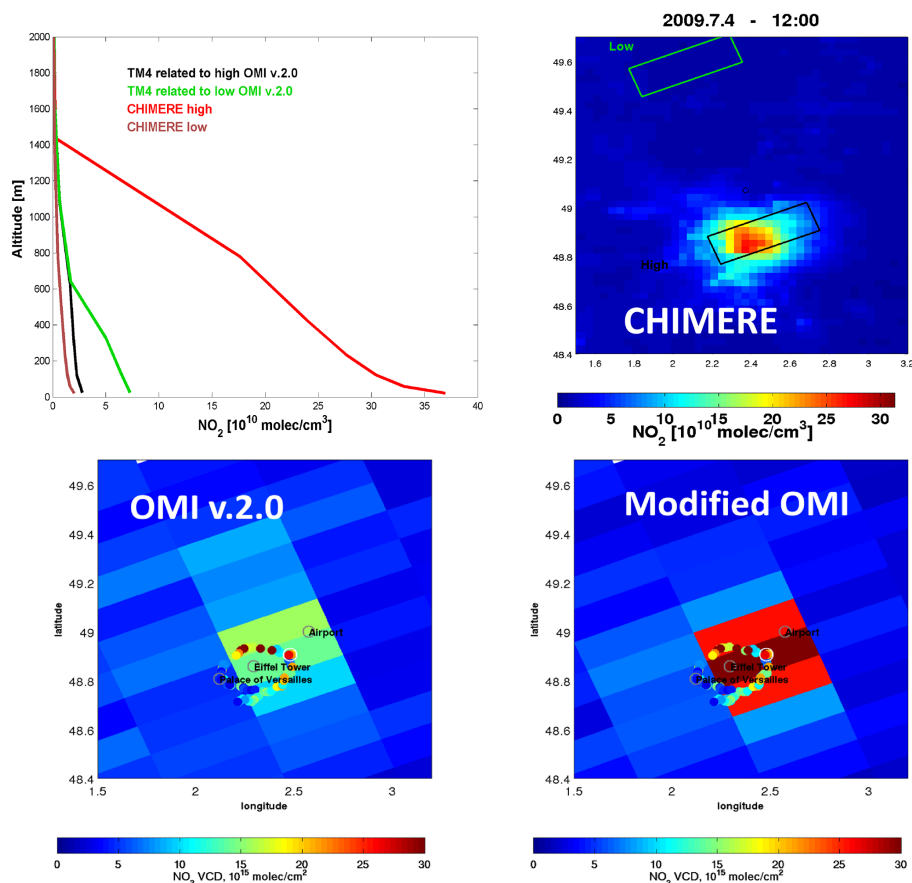 2009.7.4 - 12:00
2000
1800
1600
1400
1200
1000
800
600
400
200
0
Altitude [m]
TM4 related to high OMI v.2.0
TM4 related to low OMI v.2.0
CHIMERE high
CHIMERE low
0 5 10 15 20 25 30 35 40
NO2 [10^10 molec/cm^3]
Low
49.6
49.4
49.2
49
48.8
48.6
48.4
High
CHIMERE
1.6 1.8 2 2.2 2.4 2.6 2.8 3 3.2
0 5 10 15 20 25 30
NO2 [10^10 molec/cm^3]
OMI v.2.0
49.6
49.4
49.2
49
48.8
48.6
48.4
latitude
Airport
Eiffel Tower
Palace of Versailles
1.5 2 2.5 3
longitude
0 5 10 15 20 25 30
NO2 VCD, 10^15 molec/cm^2
Modified OMI
49.6
49.4
49.2
49
48.8
48.6
48.4
latitude
Airport
Eiffel Tower
Palace of Versailles
1.5 2 2.5 3
longitude
0 5 10 15 20 25 30
NO2 VCD, 10^15 molec/cm^2